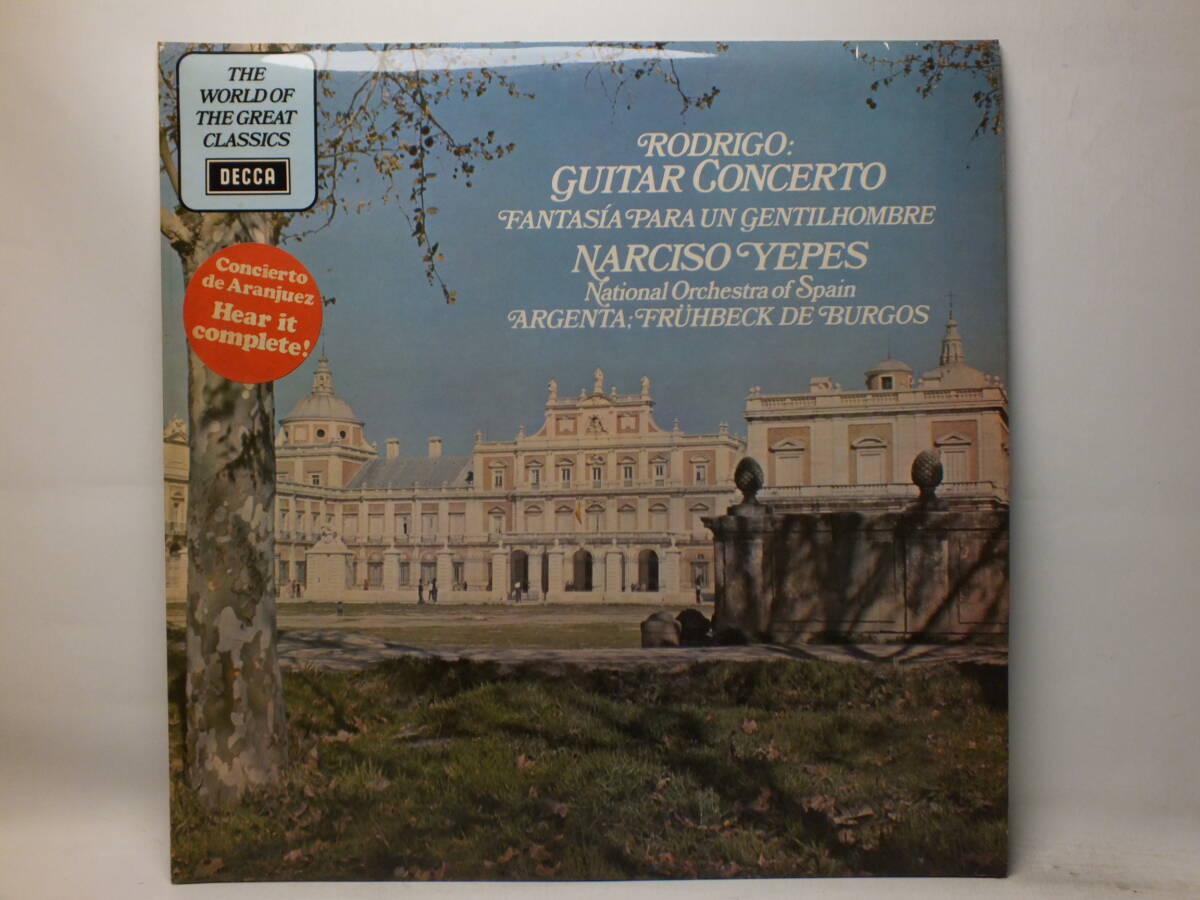 THE
WORLD OF
THE GREAT
CLASSICS
DECCA
RODRIGO:
GUITAR CONCERTO
FANTASÍA PARA UN GENTILHOMBRE
NARCISO YEPES
National Orchestra of Spain
ARGENTA; FRÜHBECK DE BURGOS
Concierto
de Aranjuez
Hear it
complete!